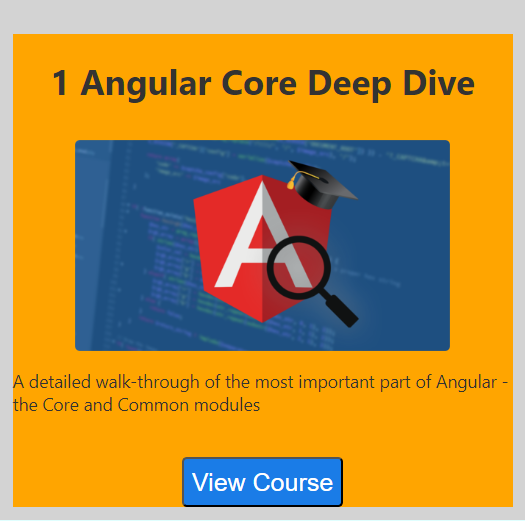 1 Angular Core Deep Dive
A
A detailed walk-through of the most important part of Angular -
the Core and Common modules
View Course